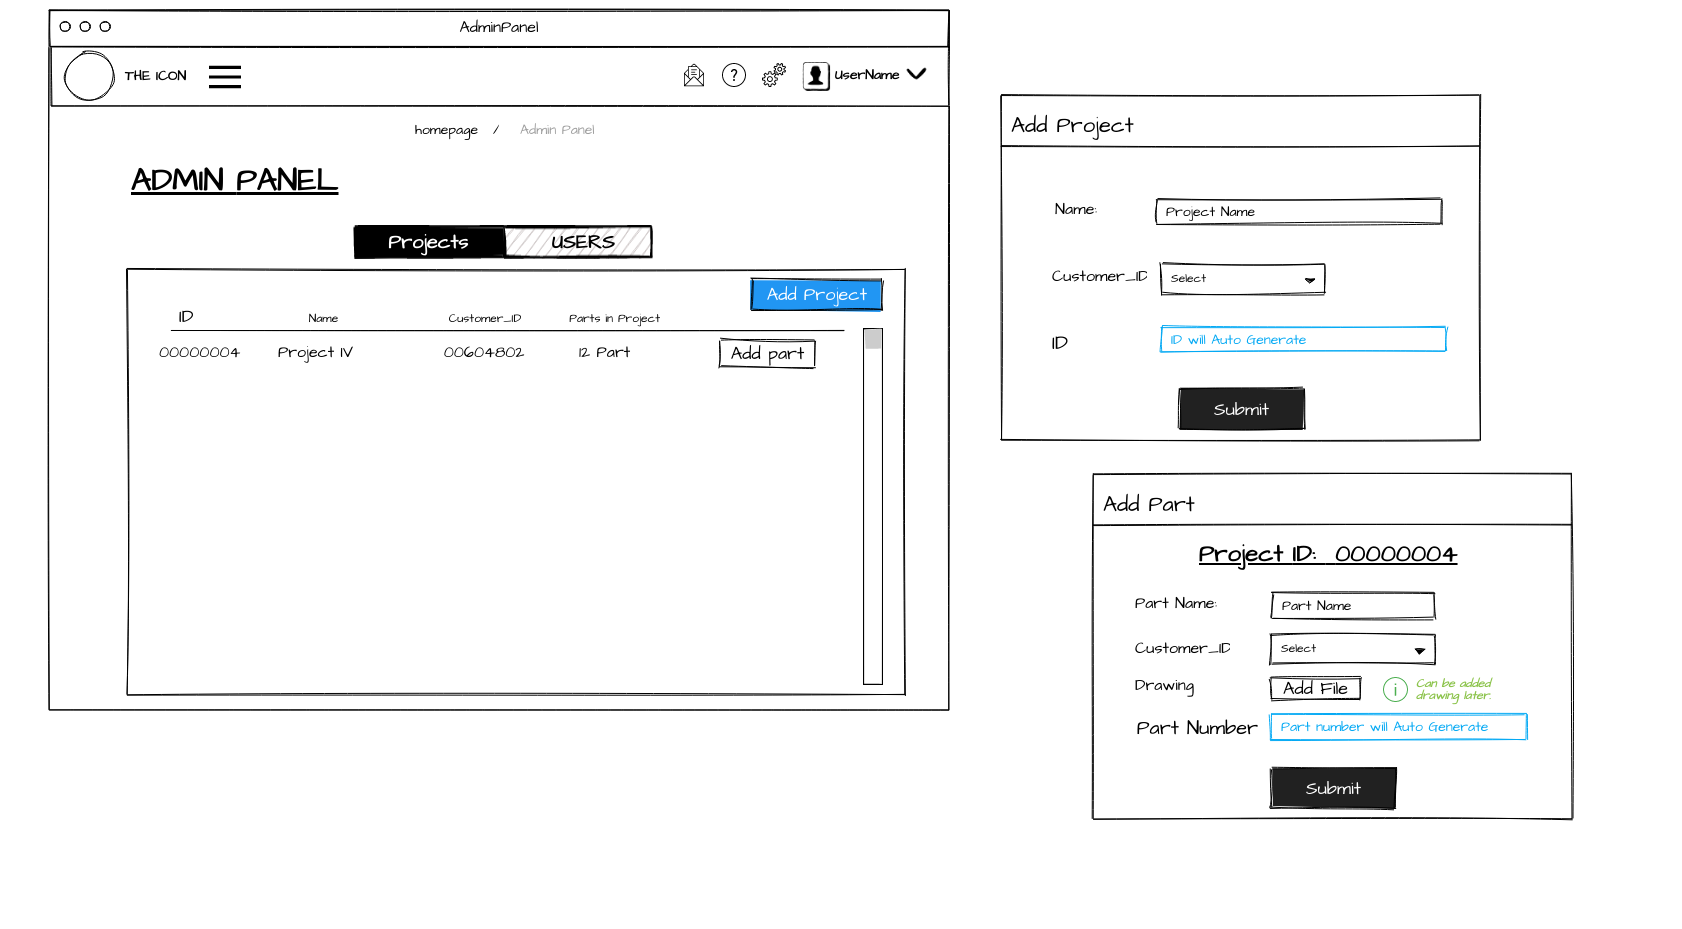 AdminPanel
THE ICON
?
UserName
homepage / Admin Panel
ADMIN PANEL
Projects USERS
Add Project
ID Name Customer_ID Parts in Project
00000004 Project IV 00604802 12 Part Add part
Add Project
Name: Project Name
Customer_ID Select
ID ID will Auto Generate
Submit
Add Part
Project ID: 00000004
Part Name: Part Name
Customer_ID Select
Drawing Add File i Can be added
drawing later.
Part Number Part number will Auto Generate
Submit